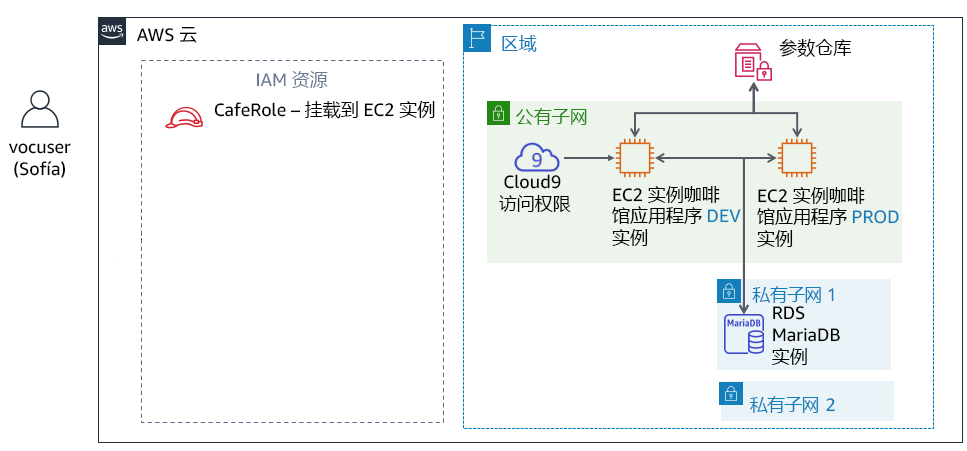 aws
AWS 云
区域
参数仓库
IAM 资源
CafeRole – 挂载到 EC2 实例
vocuser
(Sofía)
公有子网
9
Cloud9
访问权限
EC2 实例咖啡
馆应用程序 DEV
实例
EC2 实例咖啡
馆应用程序 PROD
实例
私有子网 1
MariaDB
RDS
MariaDB
实例
私有子网 2